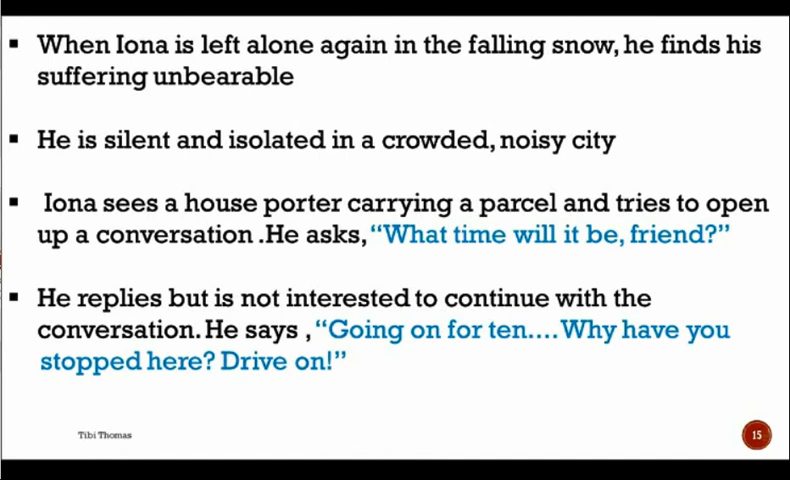 ▪ When Iona is left alone again in the falling snow, he finds his
suffering unbearable
▪ He is silent and isolated in a crowded, noisy city
▪ Iona sees a house porter carrying a parcel and tries to open
up a conversation .He asks, “What time will it be, friend?”
▪ He replies but is not interested to continue with the
conversation. He says , “Going on for ten.... Why have you
stopped here? Drive on!”
Tibi Thomas
15